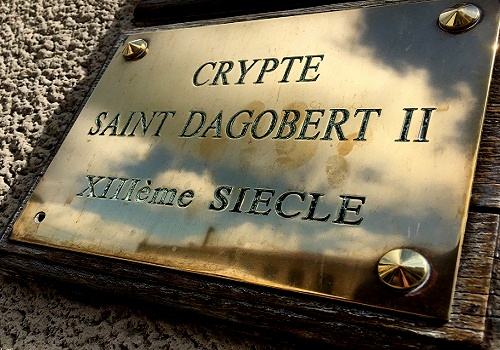 CRYPTE
SAINT DAGOBERT II
XIIIème SIECLE